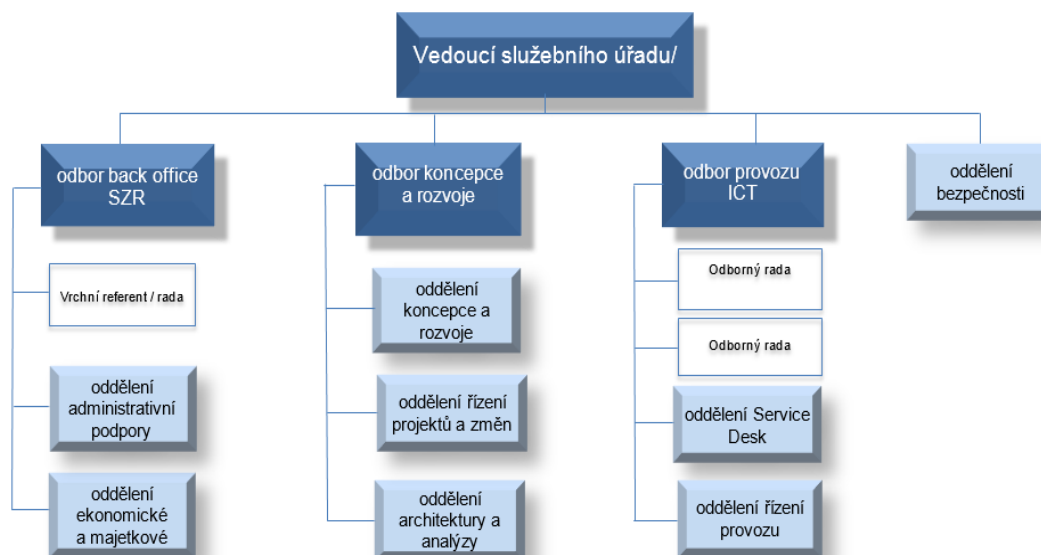 Vedoucí služebního úřadu/
odbor back office
SZR
Vrchní referent / rada
oddělení
administrativní
podpory
oddělení
ekonomické
a majetkové
odbor koncepce
a rozvoje
oddělení
koncepce a
rozvoje
oddělení řízení
projektů a změn
oddělení
architektury a
analýzy
odbor provozu
ICT
Odborný rada
Odborný rada
oddělení Service
Desk
oddělení řízení
provozu
oddělení
bezpečnosti